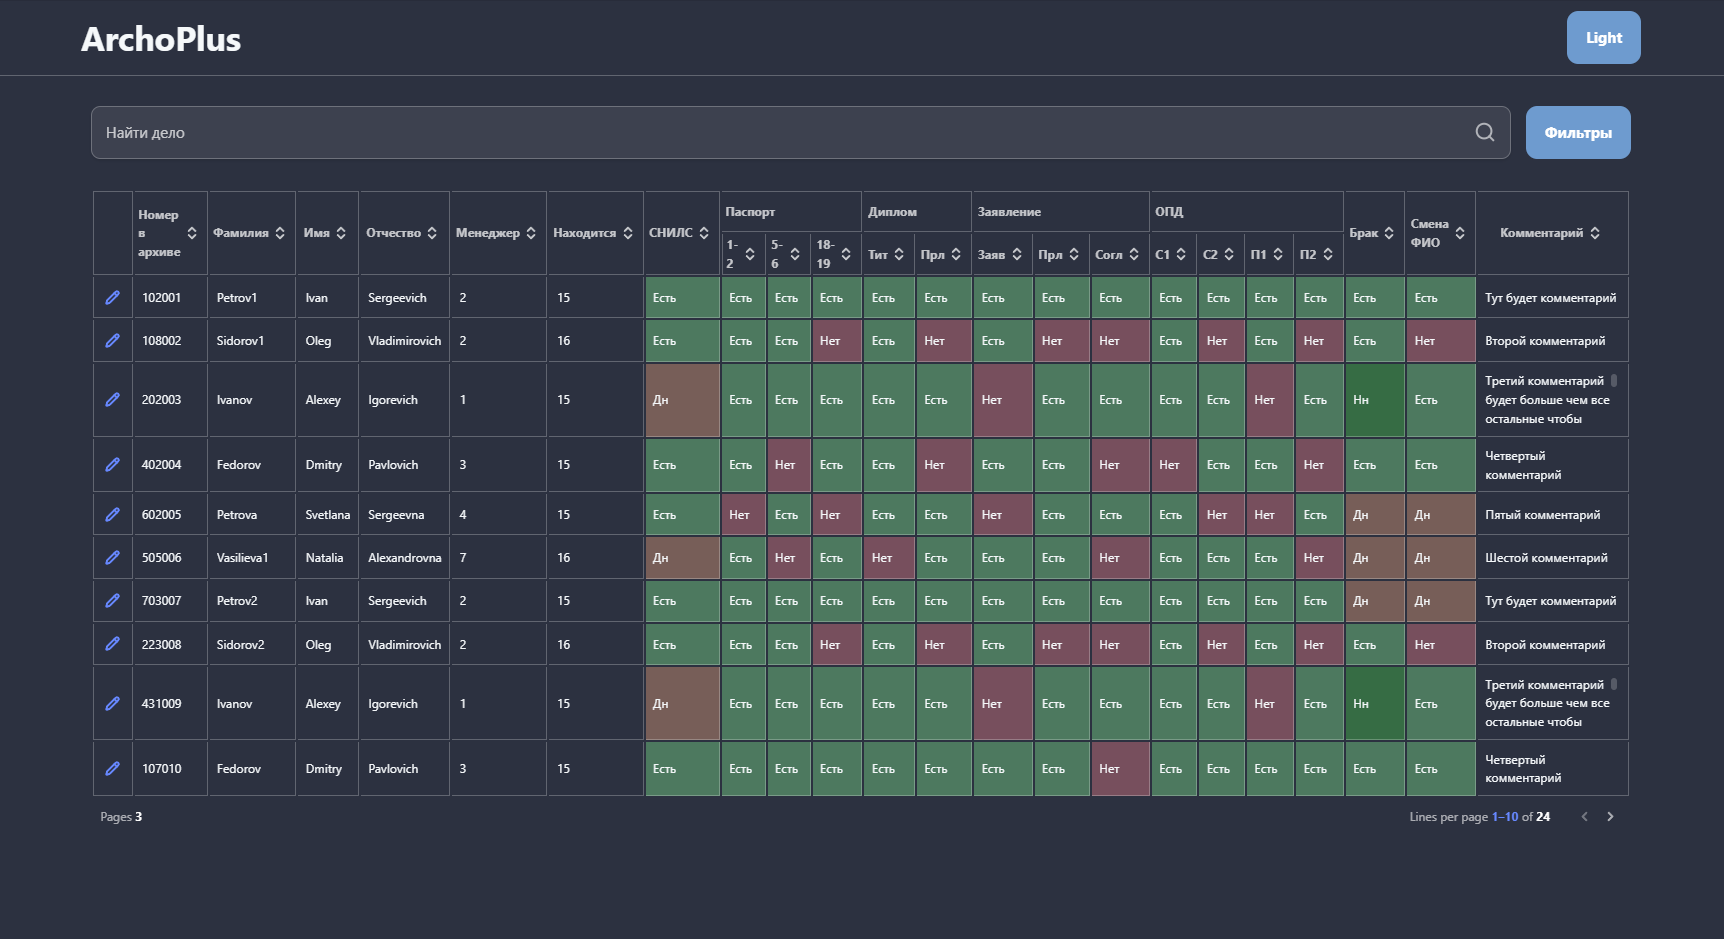 ArchoPlus
Light
Найти дело
Фильтры
Номер в архиве Фамилия Имя Отчество Менеджер Находится СНИЛС Паспорт Диплом Заявление ОПД Брак Смена ФИО Комментарий
1-2 5-6 18-19 Тит Прл Заяв Прл Согл С1 С2 П1 П2
102001 Petrov1 Ivan Sergeevich 2 15 Есть Есть Есть Есть Есть Есть Есть Есть Есть Есть Есть Есть Есть Есть Есть Тут будет комментарий
108002 Sidorov1 Oleg Vladimirovich 2 16 Есть Есть Есть Нет Есть Нет Есть Нет Нет Есть Нет Есть Нет Есть Нет Второй комментарий
202003 Ivanov Alexey Igorevich 1 15 Дн Есть Есть Есть Есть Есть Нет Есть Есть Есть Есть Нет Есть Нн Есть Третий комментарий
будет больше чем все
остальные чтобы
402004 Fedorov Dmitry Pavlovich 3 15 Есть Есть Нет Есть Есть Нет Есть Есть Нет Нет Есть Есть Нет Есть Есть Четвертый
комментарий
602005 Petrova Svetlana Sergeevna 4 15 Есть Нет Есть Нет Есть Есть Нет Есть Есть Есть Нет Нет Есть Дн Дн Пятый комментарий
505006 Vasilieva1 Natalia Alexandrovna 7 16 Дн Есть Нет Есть Нет Есть Есть Есть Нет Есть Есть Есть Нет Дн Дн Шестой комментарий
703007 Petrov2 Ivan Sergeevich 2 15 Есть Есть Есть Есть Есть Есть Есть Есть Есть Есть Есть Есть Есть Дн Дн Тут будет комментарий
223008 Sidorov2 Oleg Vladimirovich 2 16 Есть Есть Есть Нет Есть Нет Есть Нет Нет Есть Нет Есть Нет Есть Нет Второй комментарий
431009 Ivanov Alexey Igorevich 1 15 Дн Есть Есть Есть Есть Есть Нет Есть Есть Есть Есть Нет Есть Нн Есть Третий комментарий
будет больше чем все
остальные чтобы
107010 Fedorov Dmitry Pavlovich 3 15 Есть Есть Есть Есть Есть Есть Есть Есть Нет Есть Есть Есть Есть Есть Есть Четвертый
комментарий
Pages 3
Lines per page 1–10 of 24